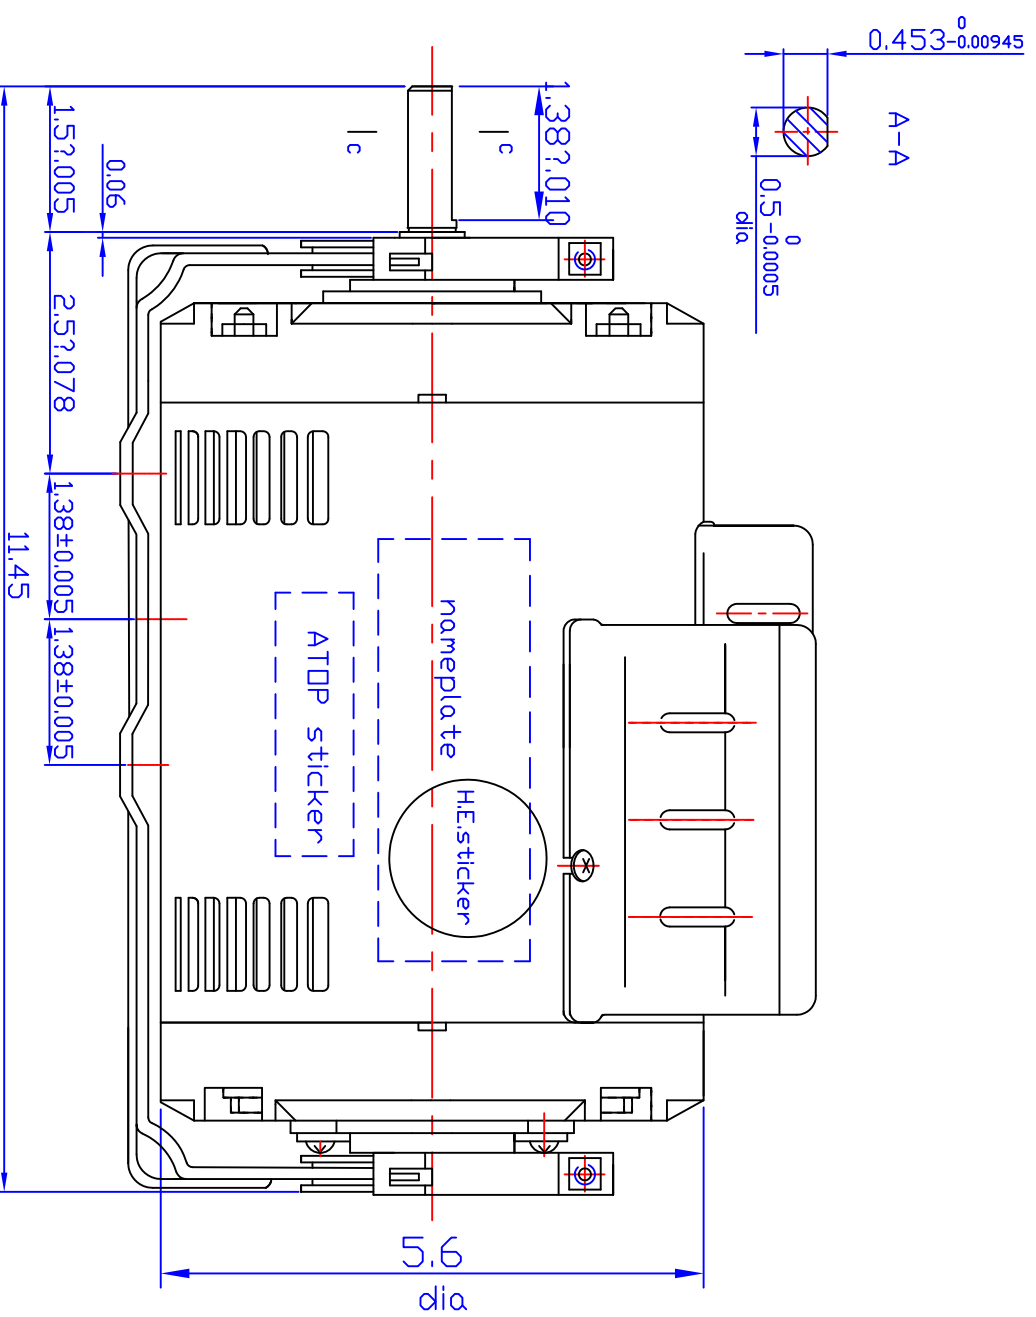 0
0.453-0.00945
A-A
0
0.5-0.0005
dia
1.38?.010
c
c
1.5?.005
0.06
2.5?.078
1.38±0.005
1.38±0.005
11.45
nameplate
ATOP sticker
H.E.sticker
5.6
dia